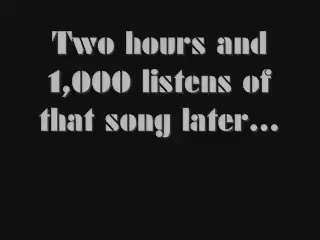 Two hours and
1,000 listens of
that song later...